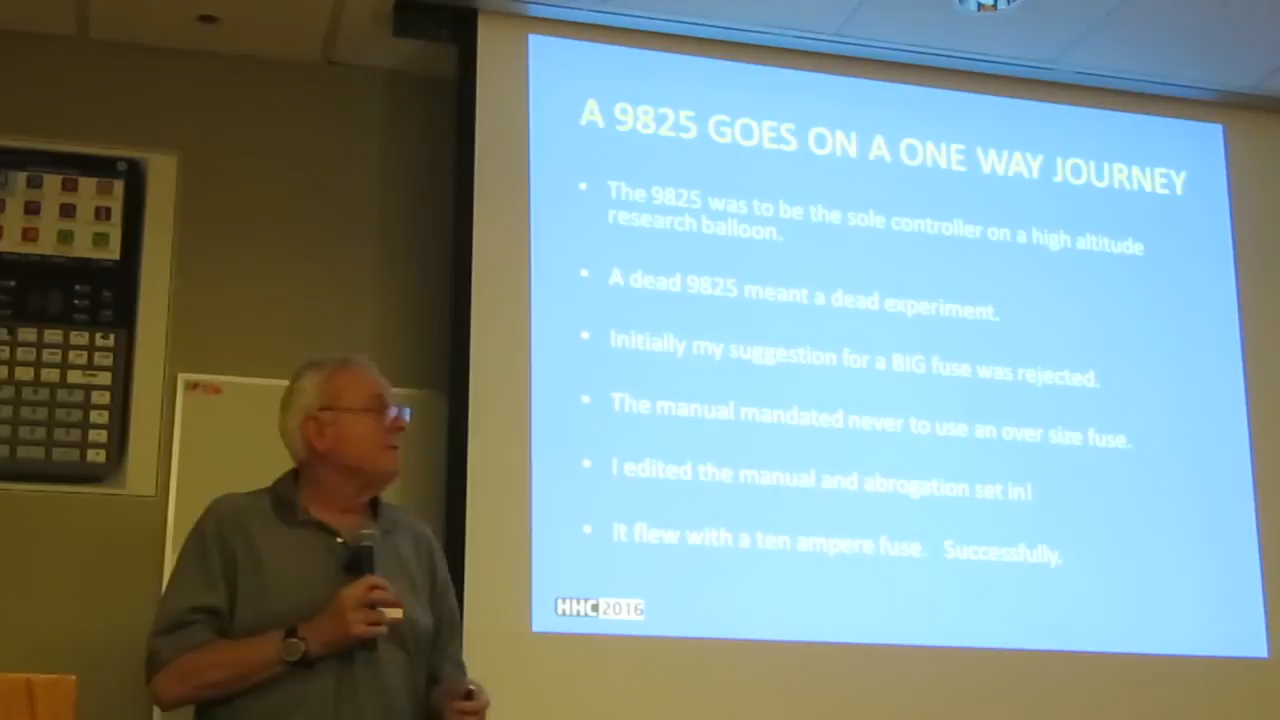 A 9825 GOES ON A ONE WAY JOURNEY
• The 9825 was to be the sole controller on a high altitude
research balloon.
• A dead 9825 meant a dead experiment.
• Initially my suggestion for a BIG fuse was rejected.
• The manual mandated never to use an over size fuse.
• I edited the manual and abrogation set in!
• It flew with a ten ampere fuse. Successfully.
HHC 2016